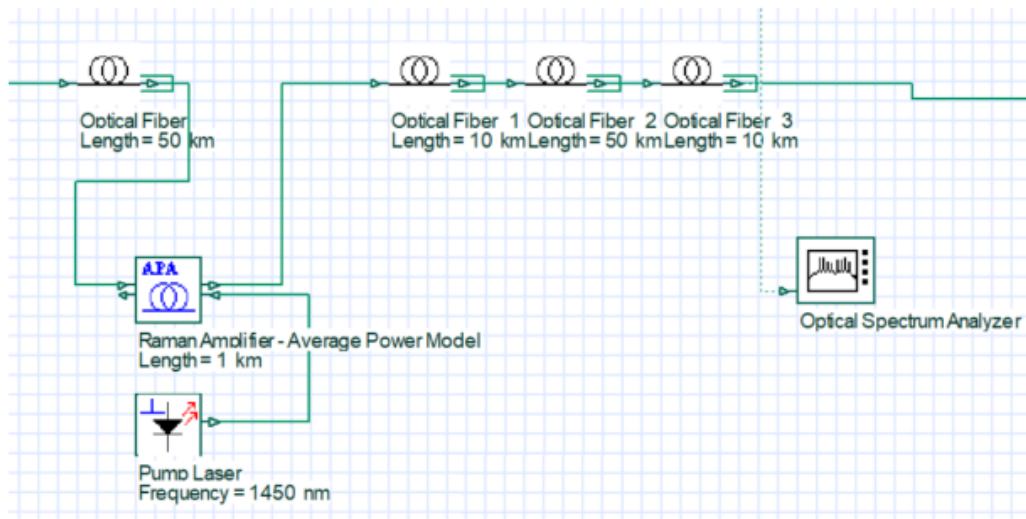 Optical Fiber
Length = 50 km
Optical Fiber 1
Length = 10 km
Optical Fiber 2
Length = 50 km
Optical Fiber 3
Length = 10 km
APA
Raman Amplifier - Average Power Model
Length = 1 km
Optical Spectrum Analyzer
Pump Laser
Frequency = 1450 nm